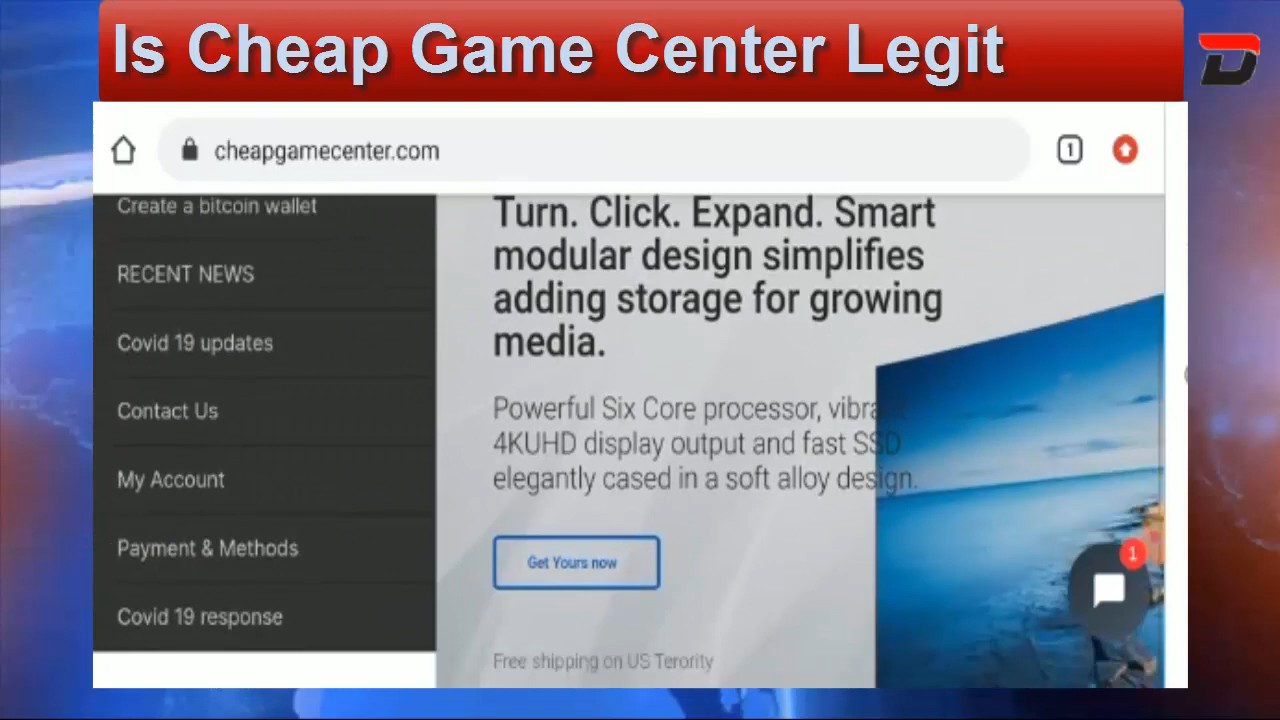 Is Cheap Game Center Legit
D
cheapgamecenter.com
1
Create a bitcoin wallet
RECENT NEWS
Covid 19 updates
Contact Us
My Account
Payment & Methods
Covid 19 response
Turn. Click. Expand. Smart
modular design simplifies
adding storage for growing
media.
Powerful Six Core processor, vibrant
4KUHD display output and fast SSD
elegantly cased in a soft alloy design.
Get Yours now
1
Free shipping on US Terority